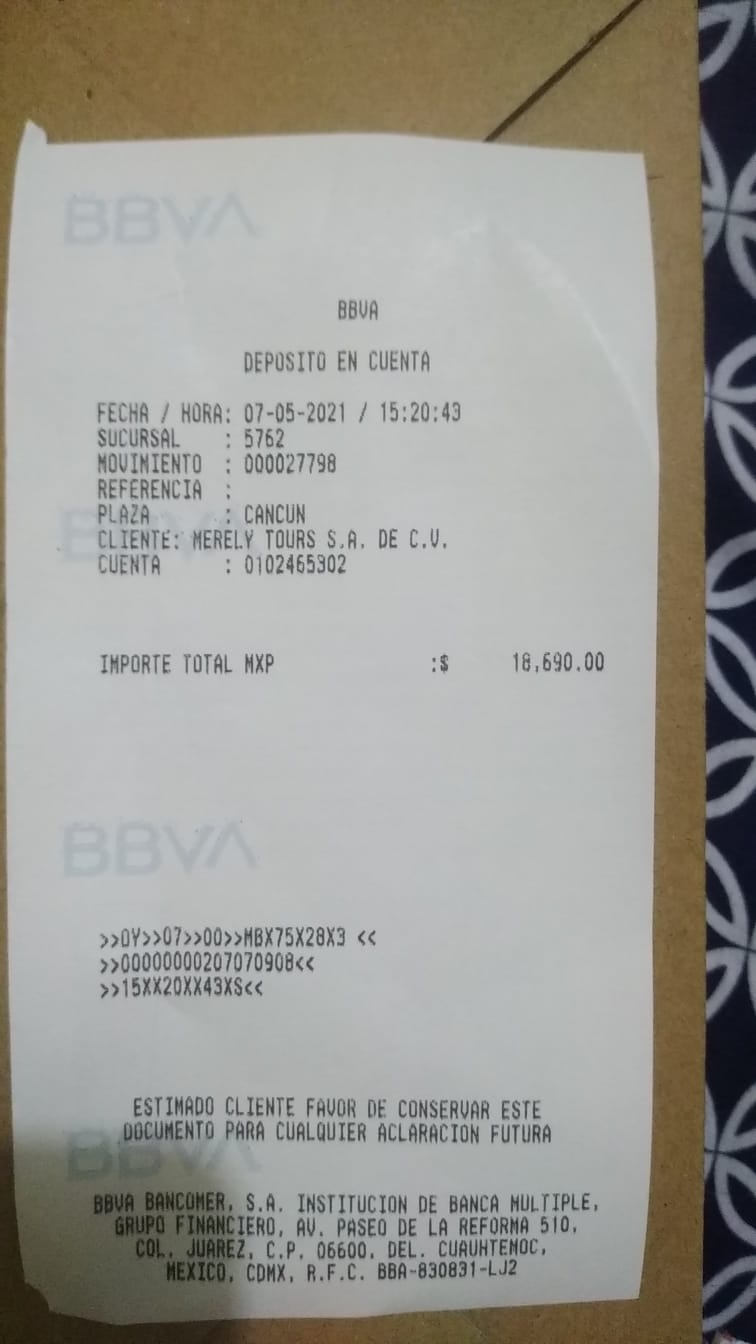 BBVA
BBVA
DEPOSITO EN CUENTA
FECHA / HORA: 07-05-2021 / 15:20:43
SUCURSAL : 5762
MOVIMIENTO : 000027798
REFERENCIA :
BBVA
PLAZA : CANCUN
CLIENTE: MERELY TOURS S.A. DE C.V.
CUENTA : 0102465302
IMPORTE TOTAL MXP :$ 18,690.00
BBVA
>>0Y>>07>>00>>MBX75X28X3 <<
>>00000000207070908<<
>>15XX20XX43XS<<
ESTIMADO CLIENTE FAVOR DE CONSERVAR ESTE
DOCUMENTO PARA CUALQUIER ACLARACION FUTURA
BBVA
BBVA BANCOMER, S.A. INSTITUCION DE BANCA MULTIPLE,
GRUPO FINANCIERO, AV. PASEO DE LA REFORMA 510,
COL. JUAREZ, C.P. 06600, DEL. CUAUHTEMOC,
MEXICO, CDMX, R.F.C. BBA-830831-LJ2